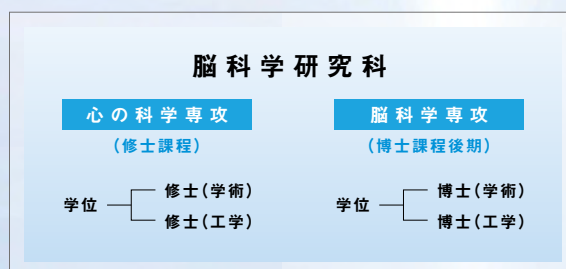 脳科学研究科
心の科学専攻
(修士課程)
学位
修士(学術)
修士(工学)
脳科学専攻
(博士課程後期)
学位
博士(学術)
博士(工学)